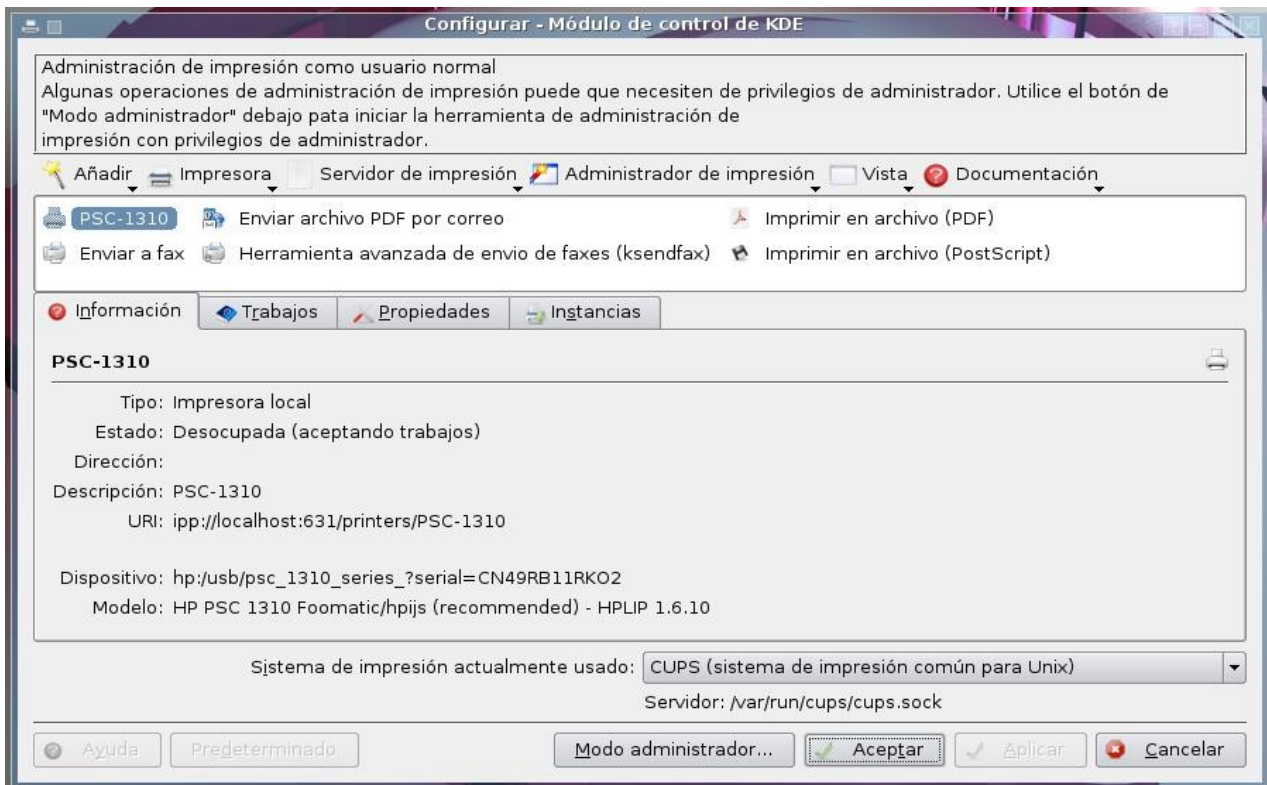 Configurar - Módulo de control de KDE
Administración de impresión como usuario normal
Algunas operaciones de administración de impresión puede que necesiten de privilegios de administrador. Utilice el botón de
"Modo administrador" debajo pata iniciar la herramienta de administración de
impresión con privilegios de administrador.
Añadir Impresora Servidor de impresión Administrador de impresión Vista Documentación
PSC-1310 Enviar archivo PDF por correo Imprimir en archivo (PDF)
Enviar a fax Herramienta avanzada de envio de faxes (ksendfax) Imprimir en archivo (PostScript)
Información Trabajos Propiedades Instancias
PSC-1310
Tipo: Impresora local
Estado: Desocupada (aceptando trabajos)
Dirección:
Descripción: PSC-1310
URI: ipp://localhost:631/printers/PSC-1310
Dispositivo: hp:/usb/psc_1310_series_?serial=CN49RB11RKO2
Modelo: HP PSC 1310 Foomatic/hpijs (recommended) - HPLIP 1.6.10
Sistema de impresión actualmente usado: CUPS (sistema de impresión común para Unix)
Servidor: /var/run/cups/cups.sock
Ayuda Predeterminado Modo administrador... Aceptar Aplicar Cancelar